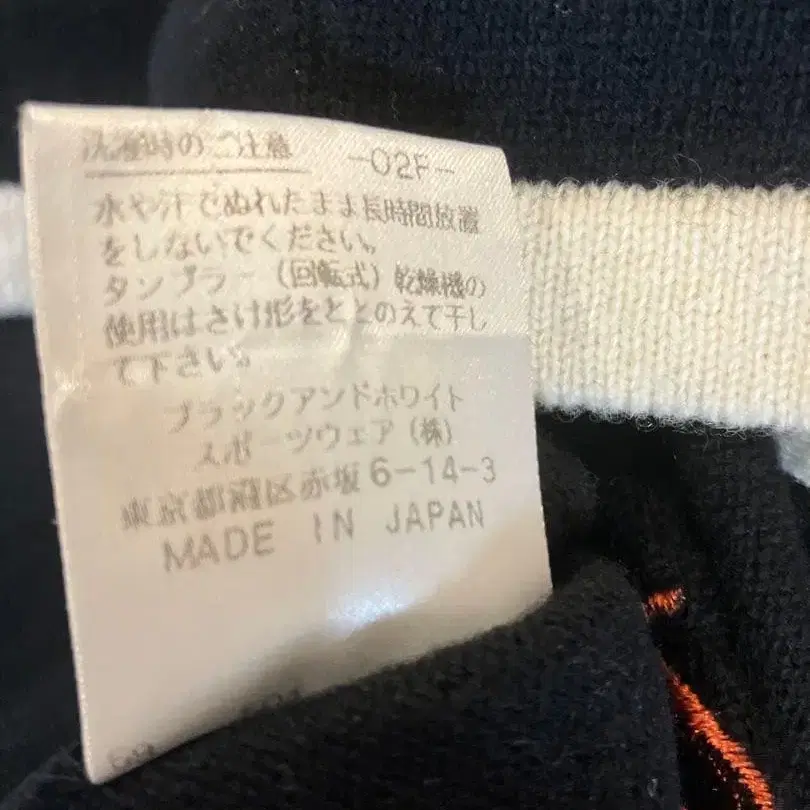 洗濯時のご注意 -02F-
水や汗でぬれたまま長時間放置
をしないでください。
タンブラー(回転式)乾燥機の
使用はさけ形をととのえて干し
て下さい。
ブラックアンドホワイト
スポーツウェア(株)
東京都港区赤坂6-14-3
MADE IN JAPAN